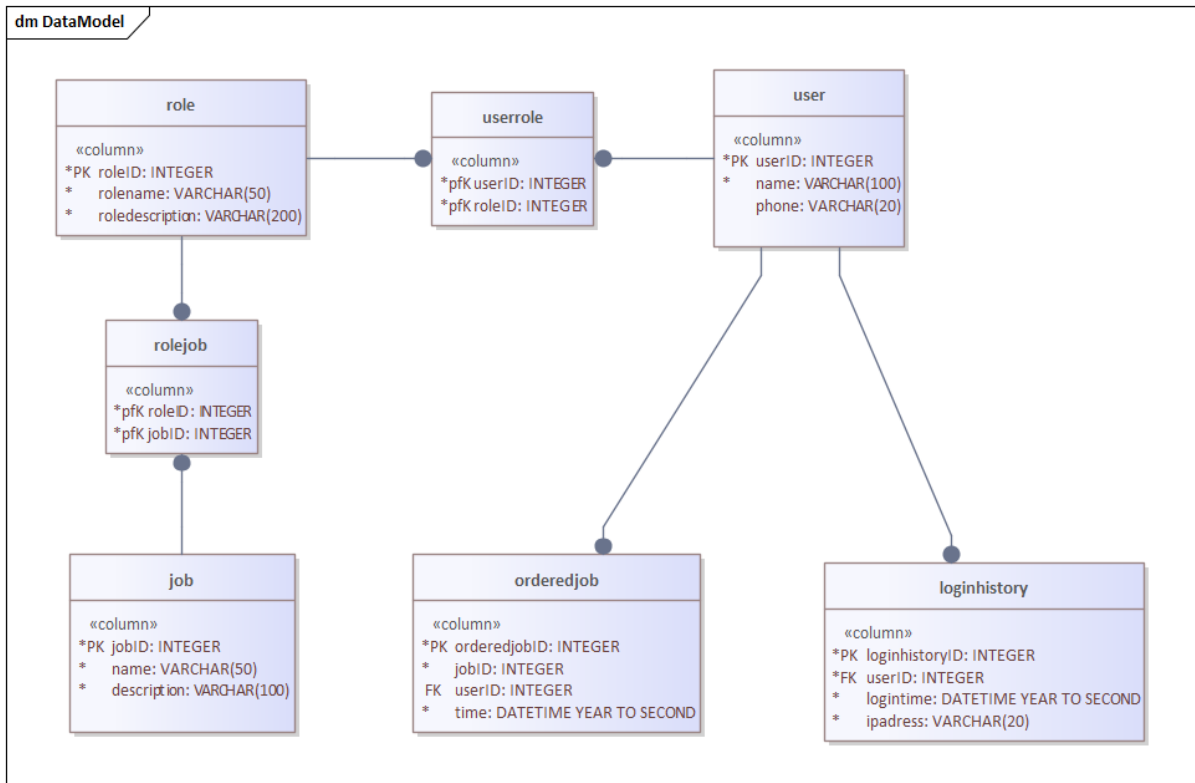 dm DataModel
role
«column»
*PK roleID: INTEGER
* rolename: VARCHAR(50)
* roledescription: VARCHAR(200)
userrole
«column»
*pfK userID: INTEGER
*pfK roleID: INTEGER
user
«column»
*PK userID: INTEGER
* name: VARCHAR(100)
phone: VARCHAR(20)
rolejob
«column»
*pfK roleID: INTEGER
*pfK jobID: INTEGER
job
«column»
*PK jobID: INTEGER
* name: VARCHAR(50)
* description: VARCHAR(100)
orderedjob
«column»
*PK orderedjobID: INTEGER
* jobID: INTEGER
FK userID: INTEGER
* time: DATETIME YEAR TO SECOND
loginhistory
«column»
*PK loginhistoryID: INTEGER
*FK userID: INTEGER
* logintime: DATETIME YEAR TO SECOND
* ipadress: VARCHAR(20)